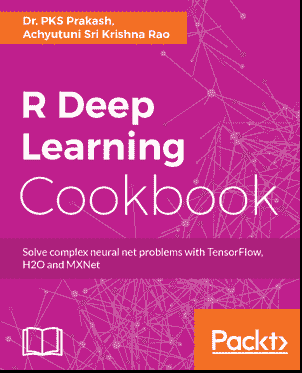 Dr. PKS Prakash,
Achyutuni Sri Krishna Rao
R Deep
Learning
Cookbook
Solve complex neural net problems with TensorFlow,
H2O and MXNet
Packt>